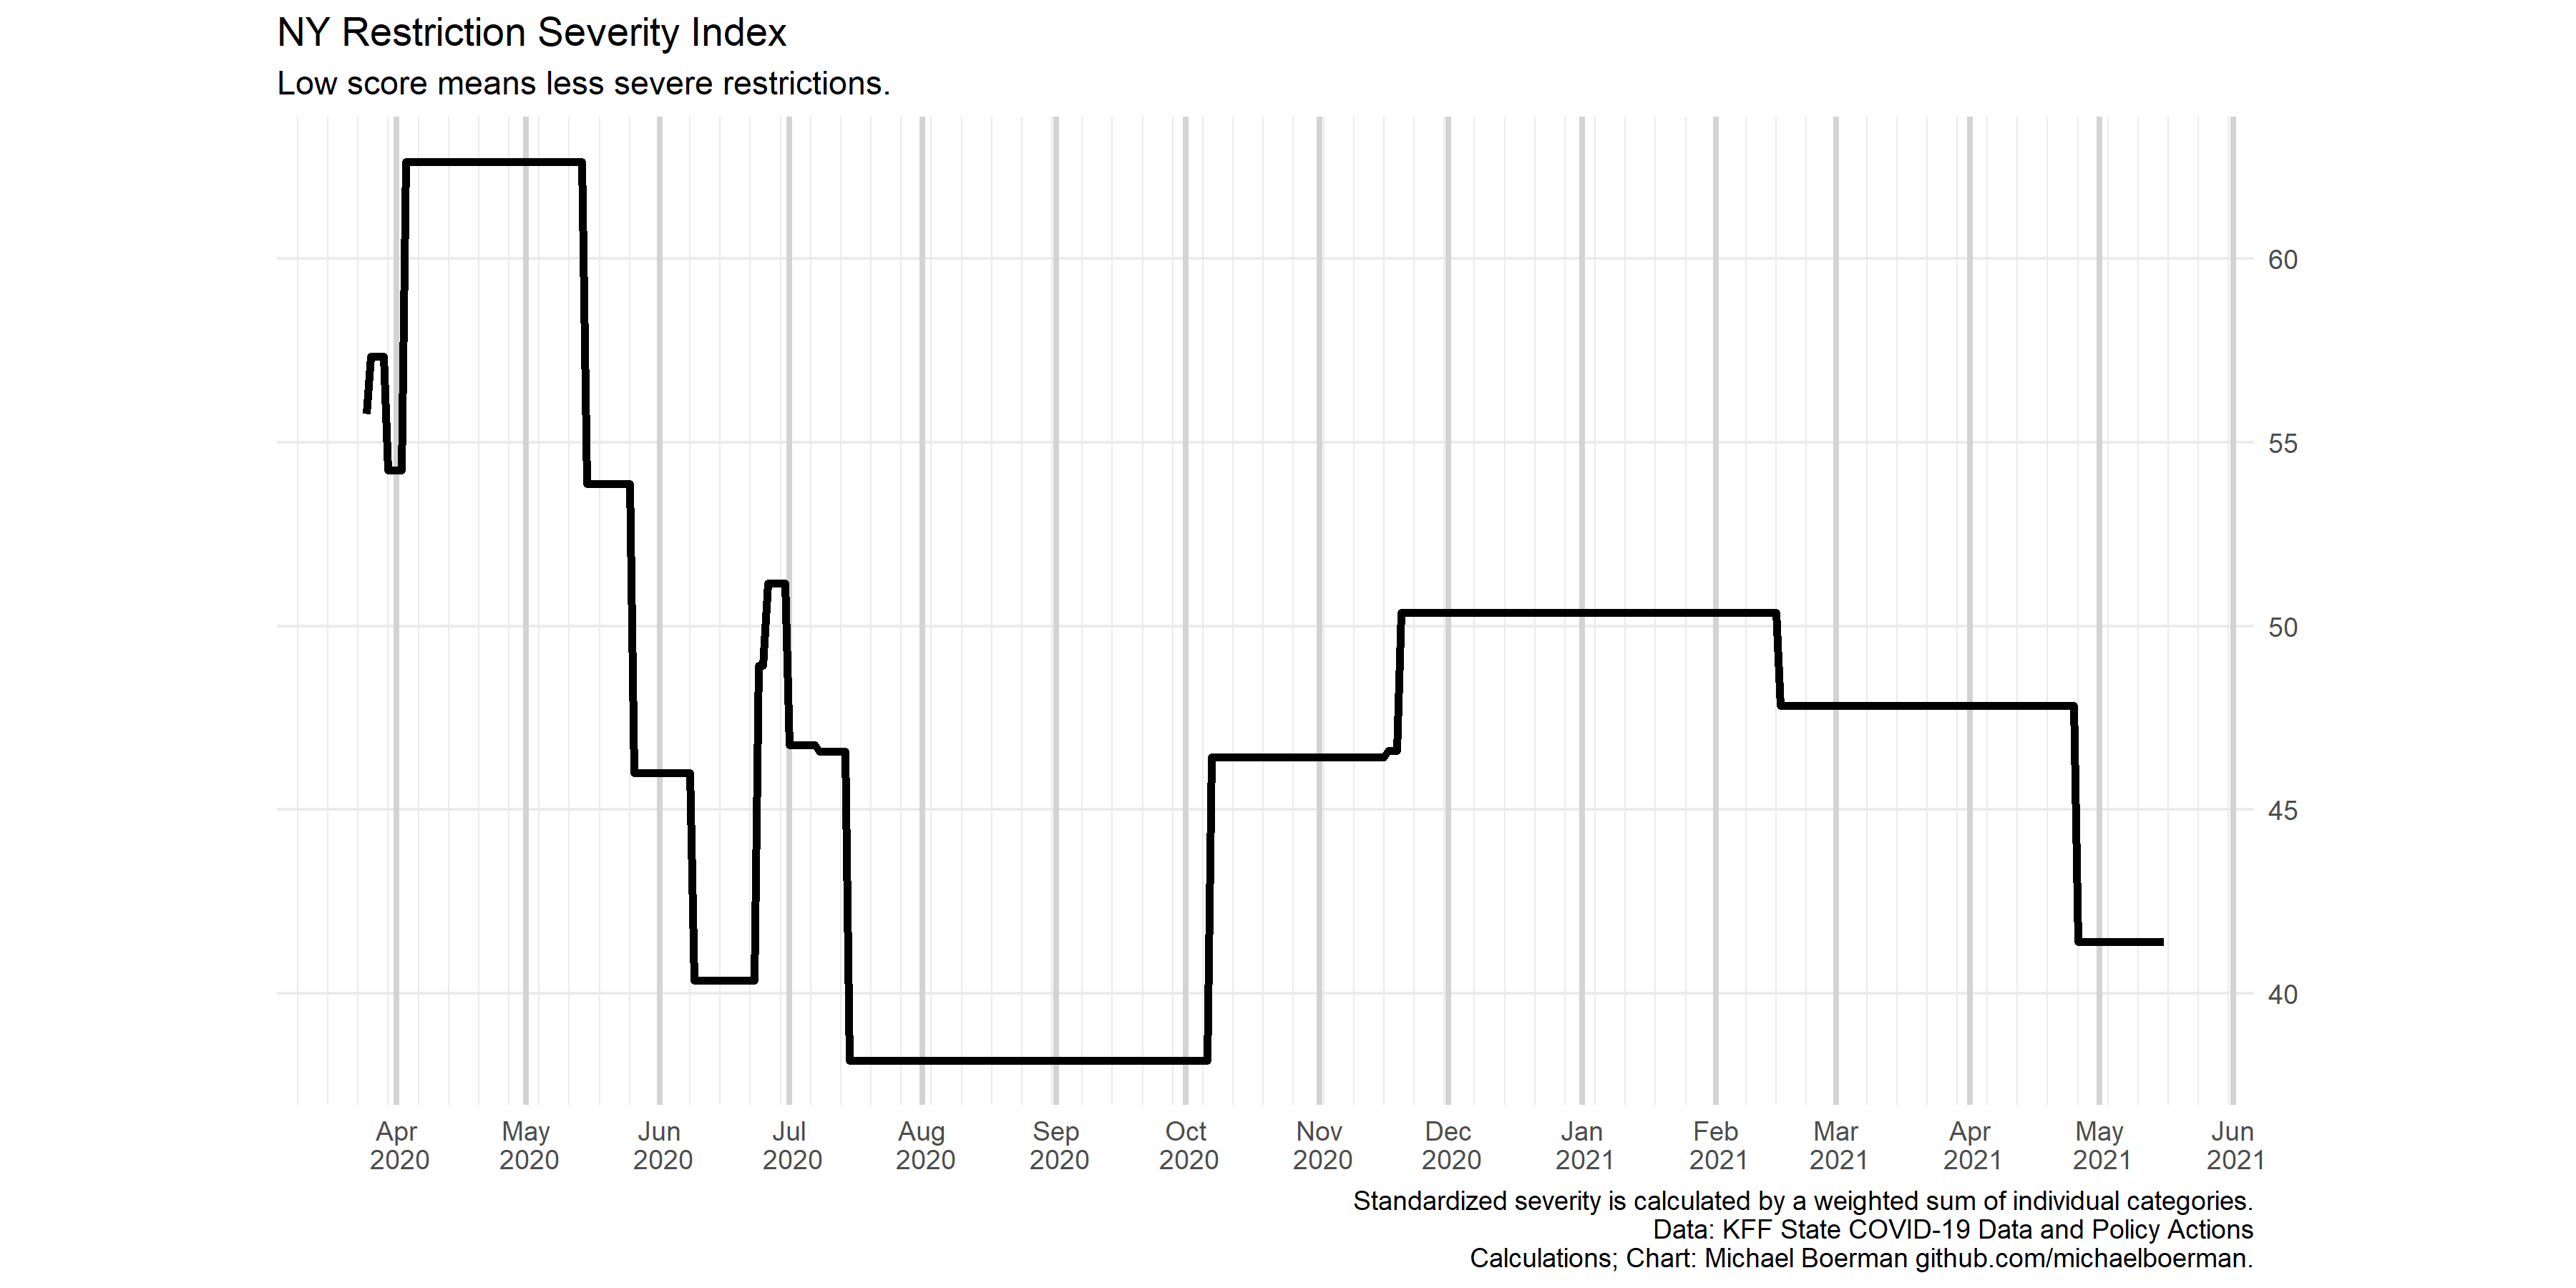 NY Restriction Severity Index
Low score means less severe restrictions.
60
55
50
45
40
Apr May Jun Jul Aug Sep Oct Nov Dec Jan Feb Mar Apr May Jun
2020 2020 2020 2020 2020 2020 2020 2020 2020 2021 2021 2021 2021 2021 2021
Standardized severity is calculated by a weighted sum of individual categories.
Data: KFF State COVID-19 Data and Policy Actions
Calculations; Chart: Michael Boerman github.com/michaelboerman.